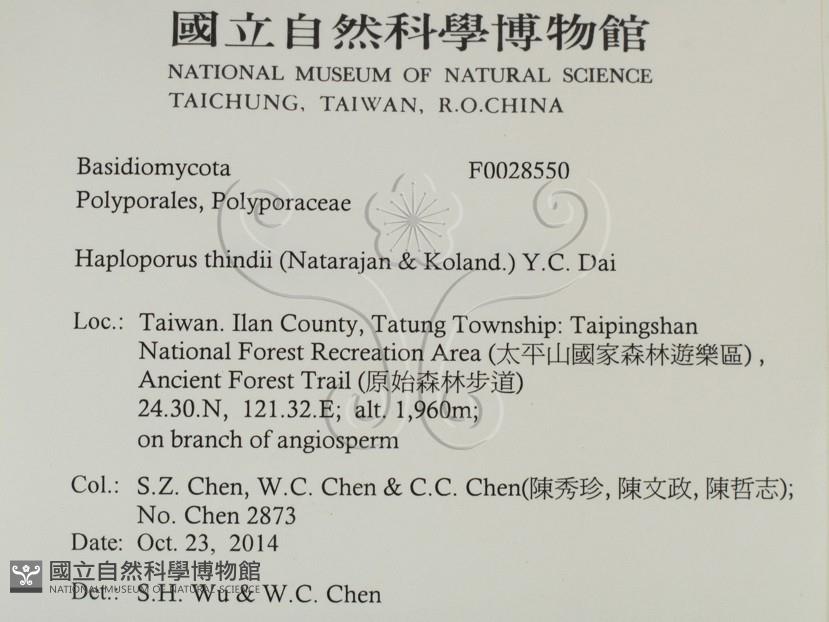 國立自然科學博物館
NATIONAL MUSEUM OF NATURAL SCIENCE
TAICHUNG, TAIWAN, R.O.CHINA
Basidiomycota F0028550
Polyporales, Polyporaceae
Haploporus thindii (Natarajan & Koland.) Y.C. Dai
Loc.: Taiwan. Ilan County, Tatung Township: Taipingshan
National Forest Recreation Area (太平山國家森林遊樂區) ,
Ancient Forest Trail (原始森林步道)
24.30.N, 121.32.E; alt. 1,960m;
on branch of angiosperm
Col.: S.Z. Chen, W.C. Chen & C.C. Chen(陳秀珍, 陳文政, 陳哲志);
No. Chen 2873
Date: Oct. 23, 2014
國立自然科學博物館
NATIONAL MUSEUM OF NATURAL SCIENCE
Det.: S.H. Wu & W.C. Chen